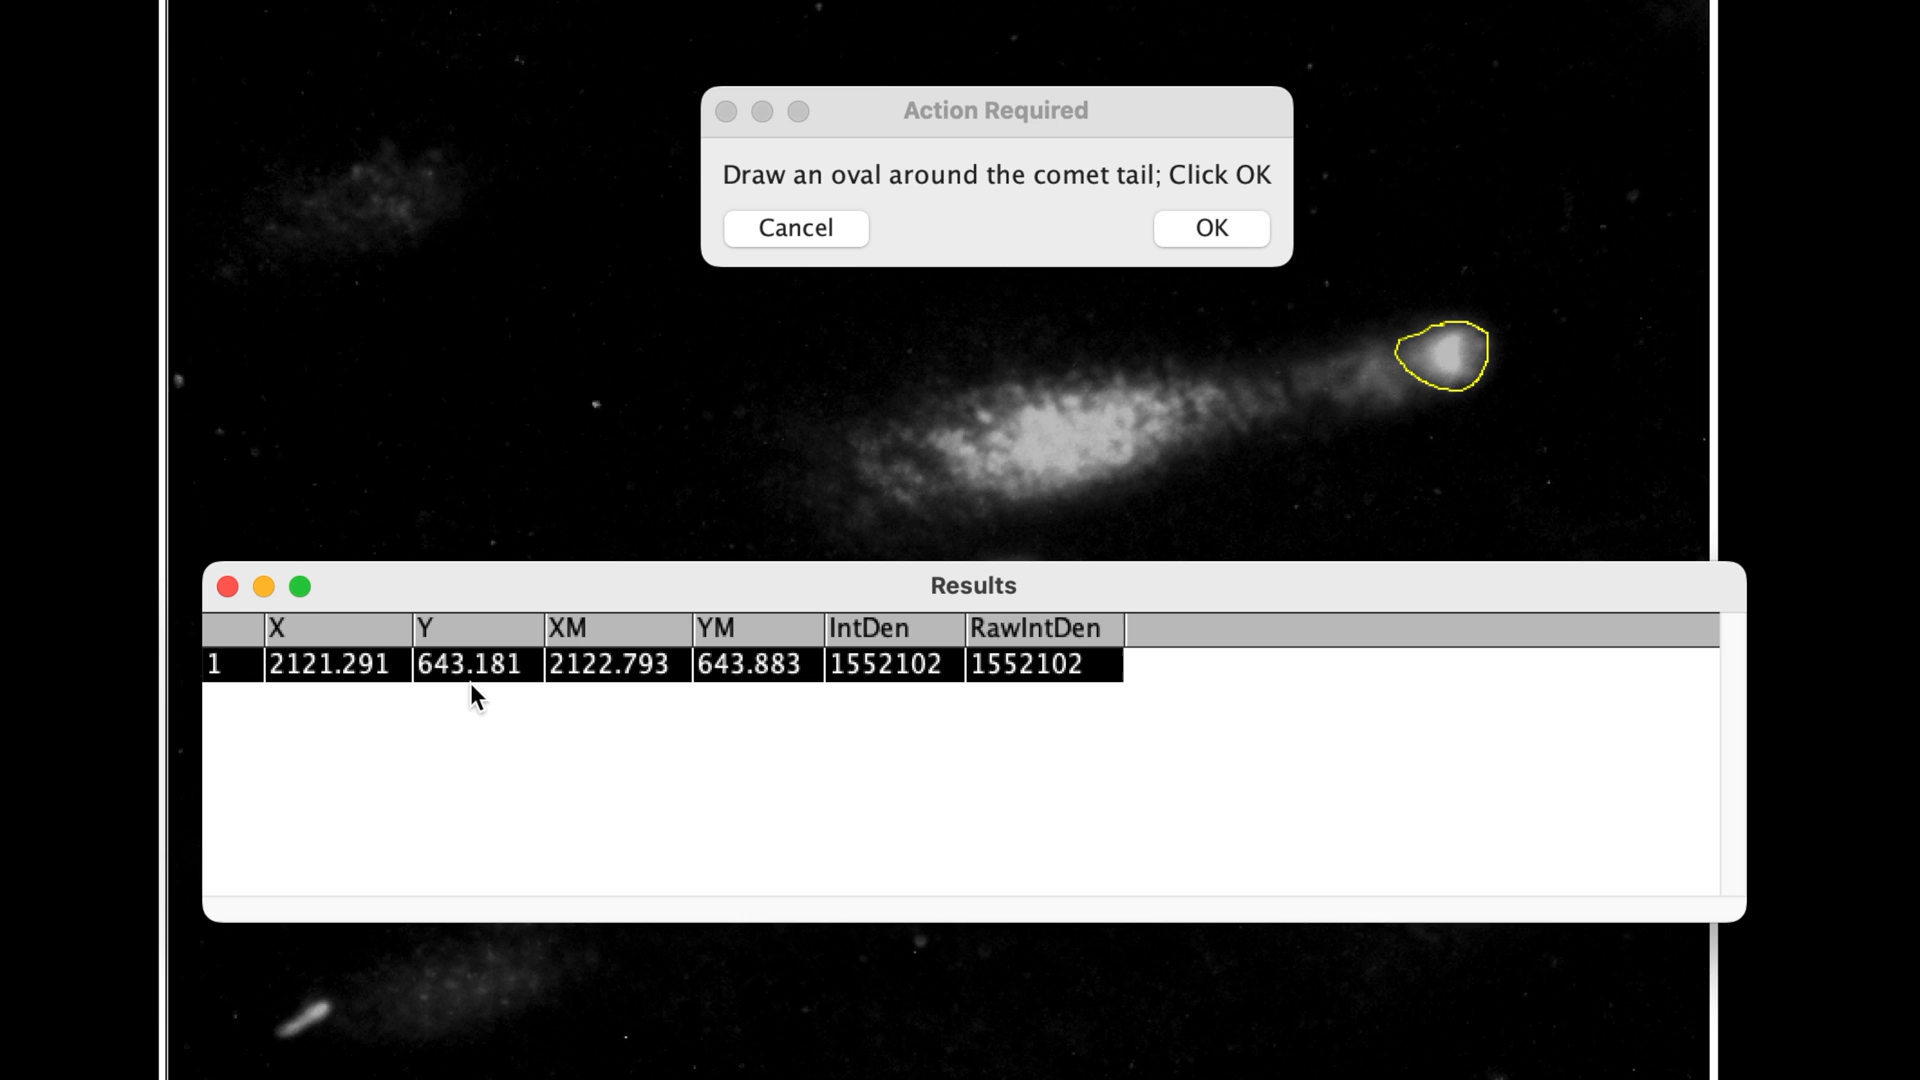 Action Required
Draw an oval around the comet tail; Click OK
Cancel OK
Results
X Y XM YM IntDen RawIntDen
1 2121.291 643.181 2122.793 643.883 1552102 1552102